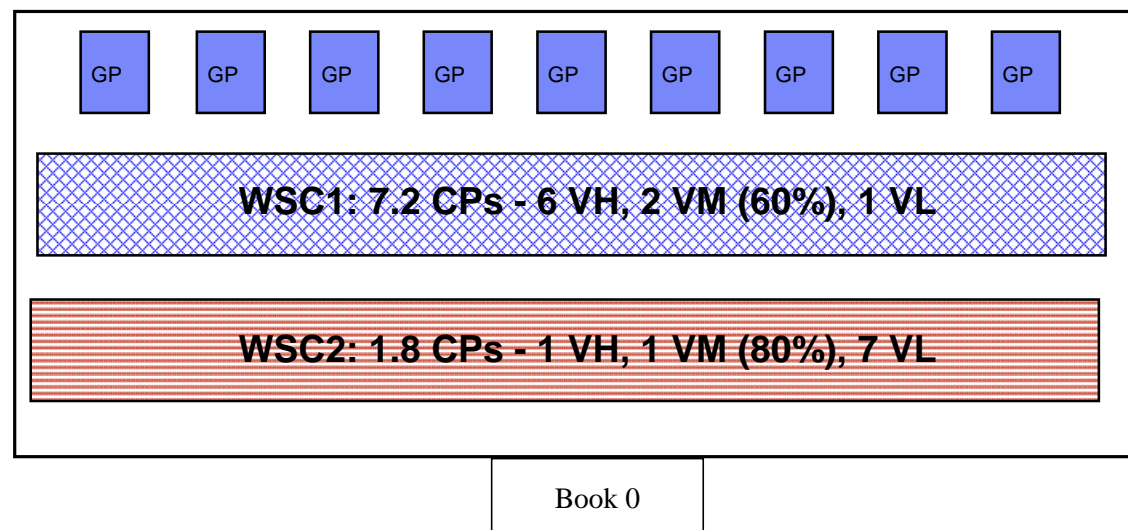 GP GP GP GP GP GP GP GP GP
WSC1: 7.2 CPs - 6 VH, 2 VM (60%), 1 VL
WSC2: 1.8 CPs - 1 VH, 1 VM (80%), 7 VL
Book 0